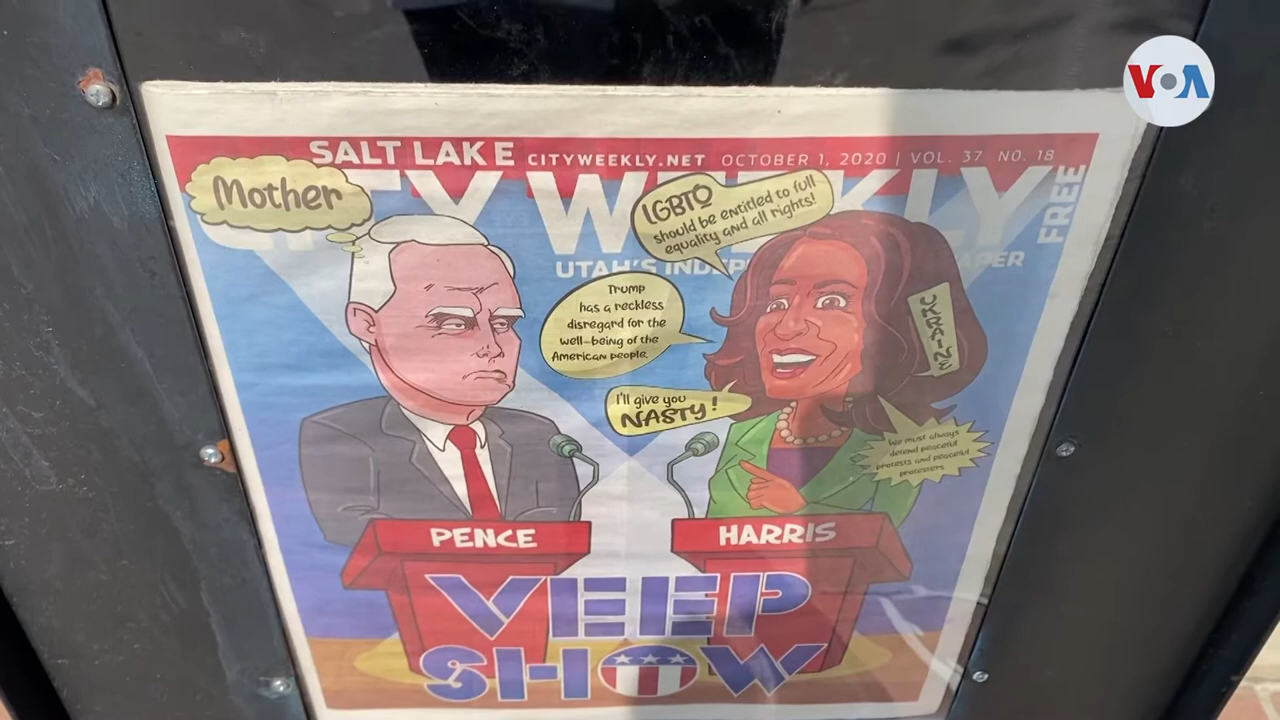 VOA
SALT LAKE CITYWEEKLY.NET OCTOBER 1, 2020 | VOL. 37 NO. 18
WEEKLY
FREE
UTAH'S
Mother
LGBTQ
should be entitled to full
equality and all rights!
Trump
has a reckless
disregard for the
well-being of the
American people.
UKRAINE
I'll give you
NASTY!
We must always
defend peaceful
protests and peaceful
protesters
PENCE
HARRIS
VEEP
SHOW